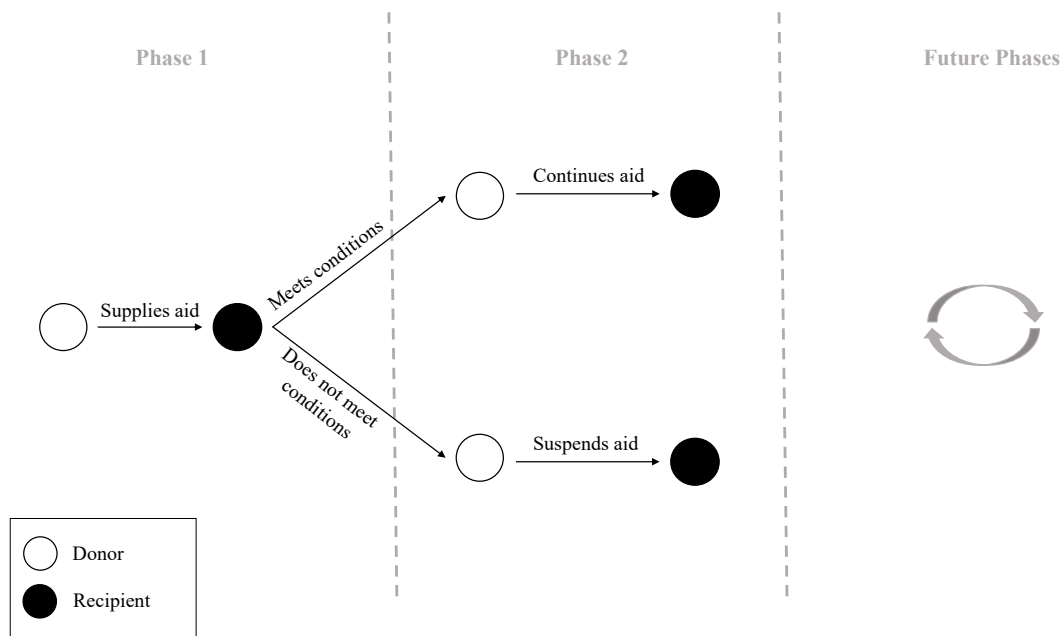 Phase 1
Phase 2
Future Phases
Continues aid
Meets conditions
Supplies aid
Does not meet
conditions
Suspends aid
Donor
Recipient